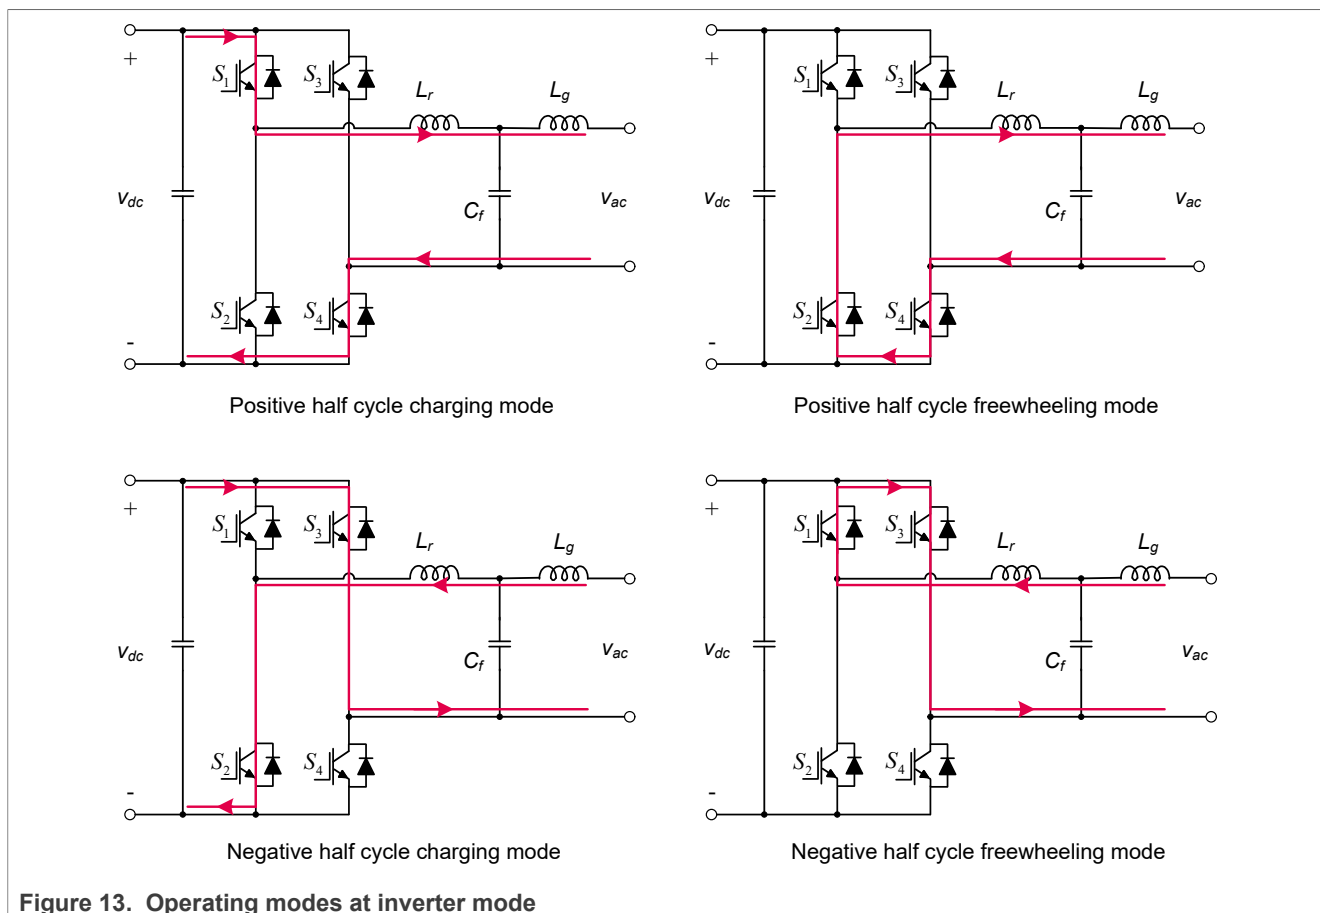 +
S1
S3
Lr
Lg
vdc
Cf
vac
S2
S4
-
Positive half cycle charging mode
+
S1
S3
Lr
Lg
vdc
Cf
vac
S2
S4
-
Positive half cycle freewheeling mode
+
S1
S3
Lr
Lg
vdc
Cf
vac
S2
S4
-
Negative half cycle charging mode
+
S1
S3
Lr
Lg
vdc
Cf
vac
S2
S4
-
Negative half cycle freewheeling mode
Figure 13. Operating modes at inverter mode